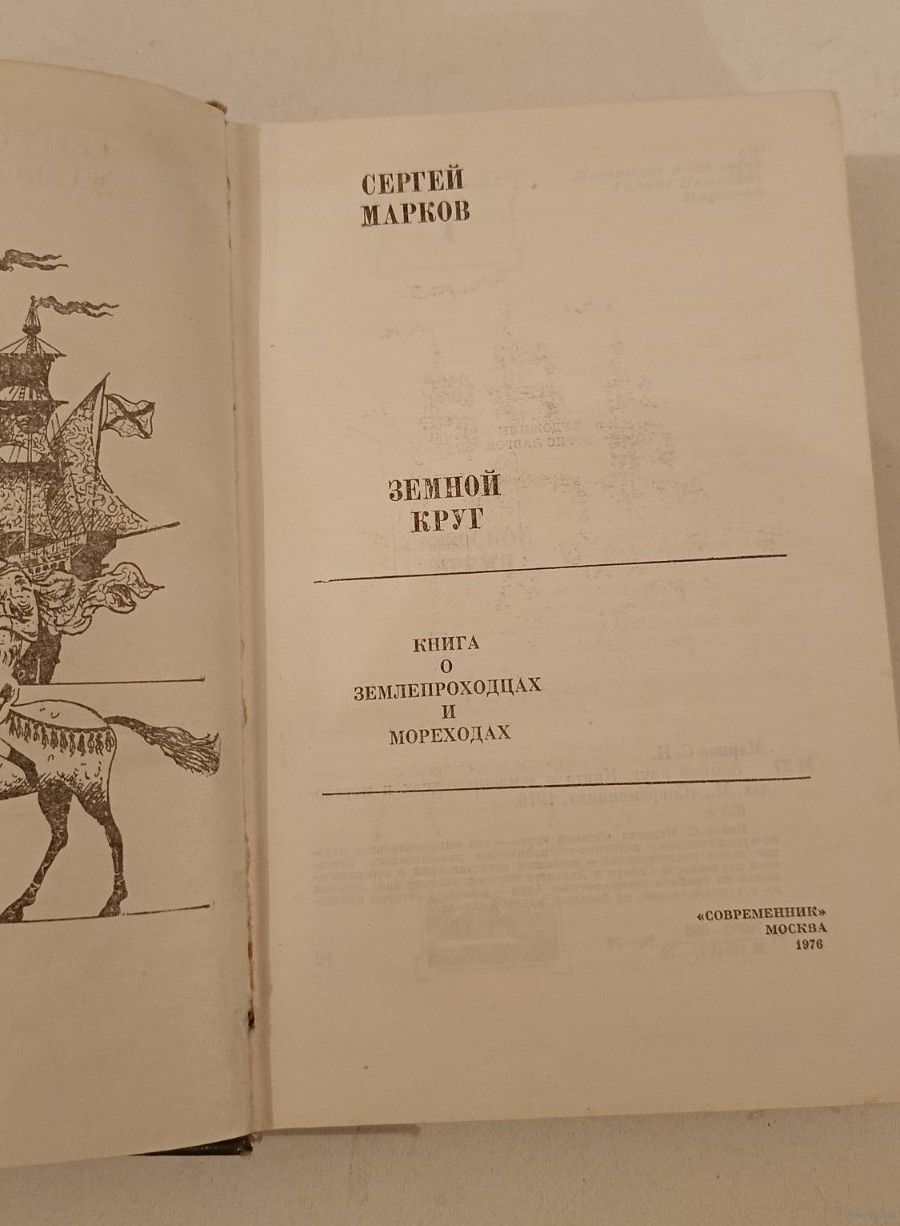 СЕРГЕЙ
МАРКОВ
ЗЕМНОЙ
КРУГ
КНИГА
О
ЗЕМЛЕПРОХОДЦАХ
И
МОРЕХОДАХ
«СОВРЕМЕННИК»
МОСКВА
1976